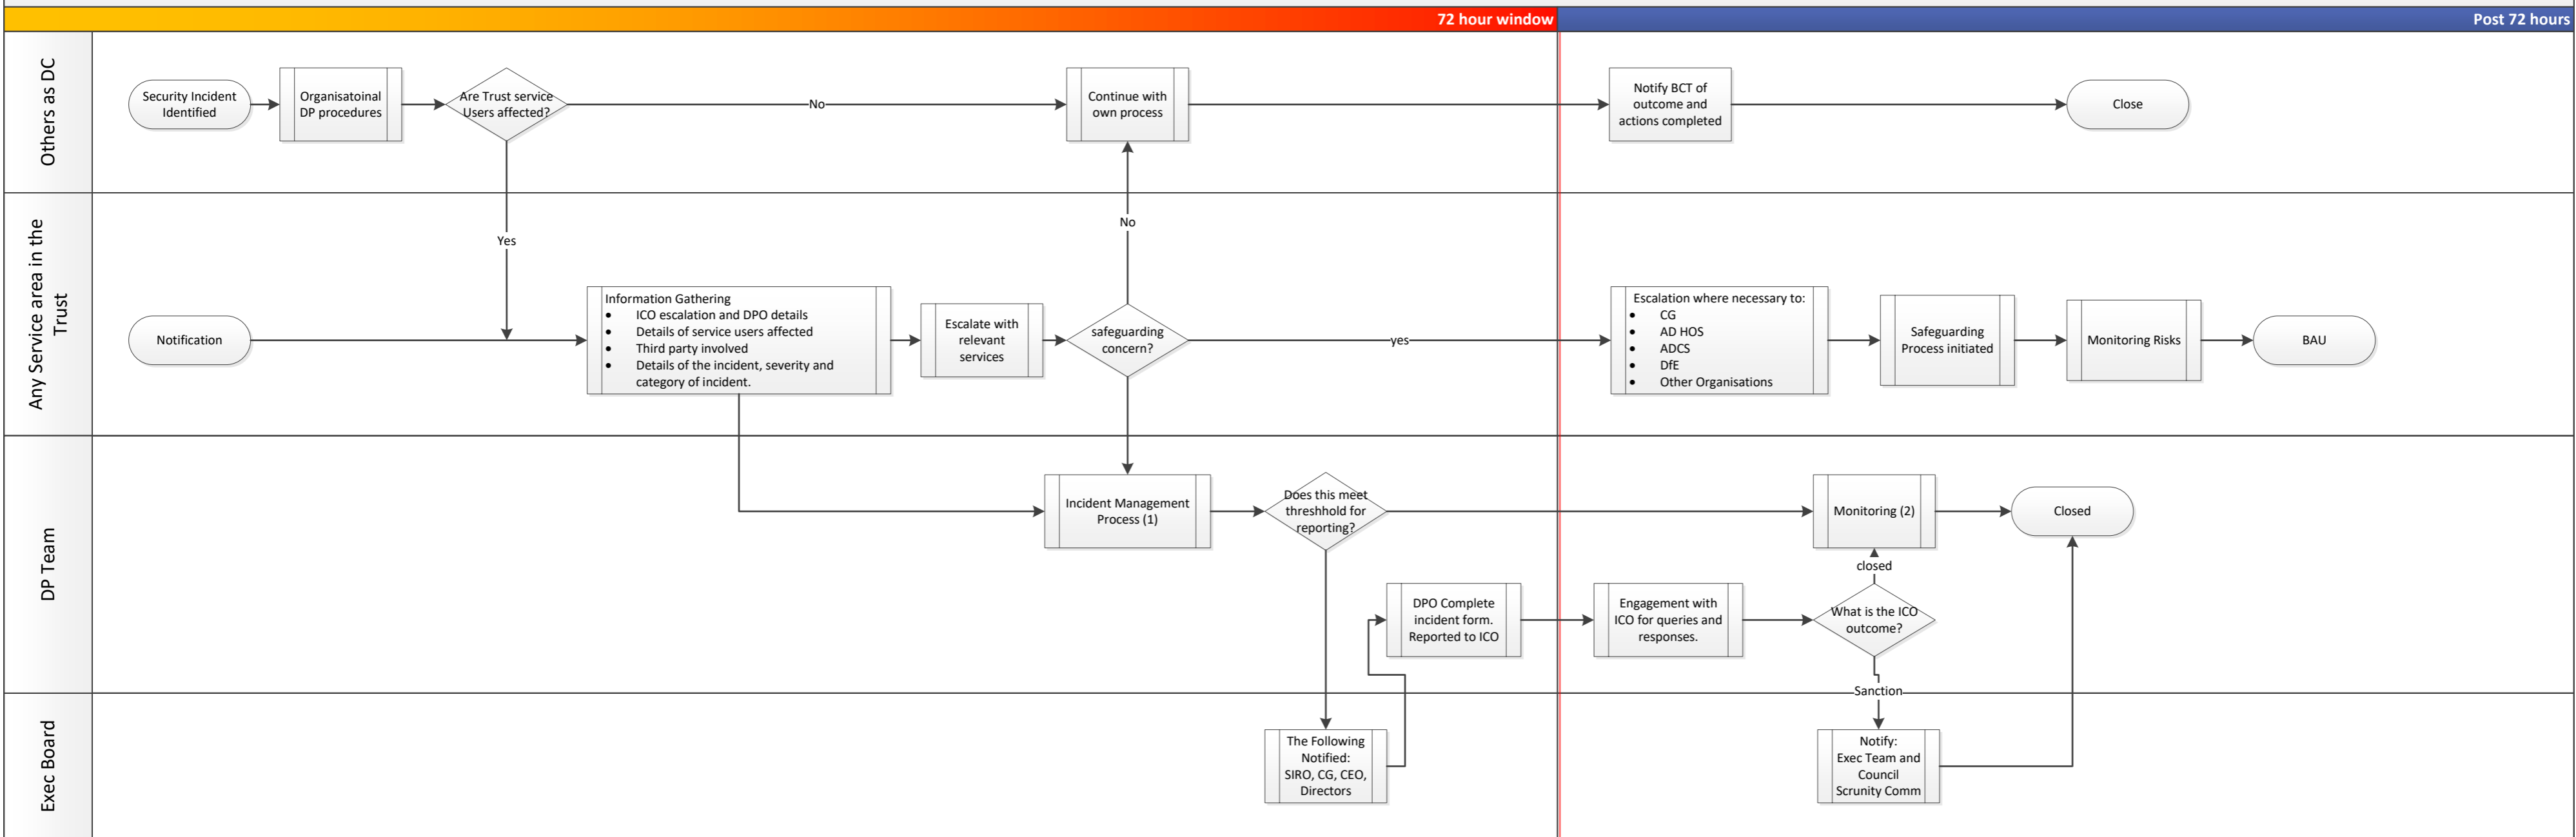 72 hour window
Post 72 hours
Others as DC
Security Incident
Identified
Organisatoinal
DP procedures
Are Trust service
Users affected?
No
Continue with
own process
Notify BCT of
outcome and
actions completed
Close
Any Service area in the
Trust
Yes
No
Notification
Information Gathering
• ICO escalation and DPO details
• Details of service users affected
• Third party involved
• Details of the incident, severity and
category of incident.
Escalate with
relevant
services
safeguarding
concern?
yes
Escalation where necessary to:
• CG
• AD HOS
• ADCS
• DfE
• Other Organisations
Safeguarding
Process initiated
Monitoring Risks
BAU
DP Team
Incident Management
Process (1)
Does this meet
threshhold for
reporting?
Monitoring (2)
Closed
closed
DPO Complete
incident form.
Reported to ICO
Engagement with
ICO for queries and
responses.
What is the ICO
outcome?
Sanction
Exec Board
The Following
Notified:
SIRO, CG, CEO,
Directors
Notify:
Exec Team and
Council
Scrunity Comm